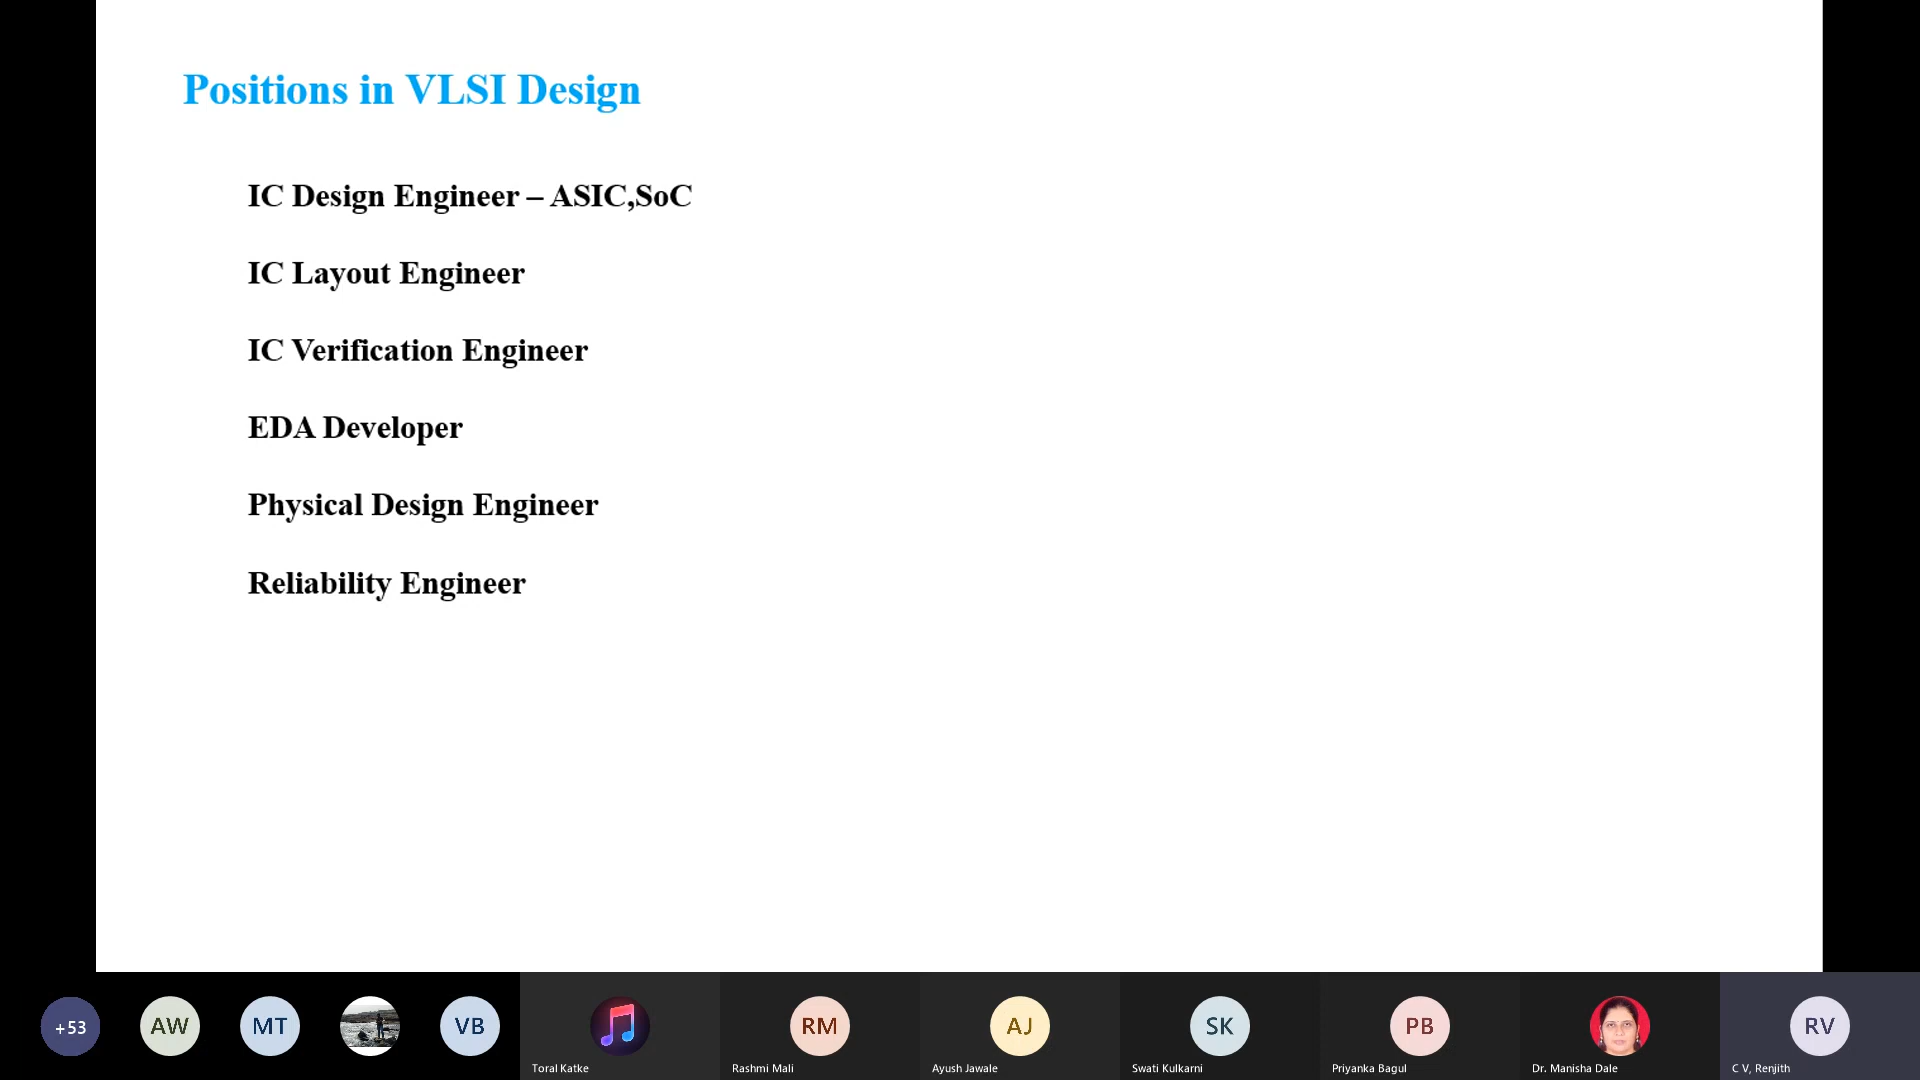 Positions in VLSI Design
IC Design Engineer – ASIC,SoC
IC Layout Engineer
IC Verification Engineer
EDA Developer
Physical Design Engineer
Reliability Engineer
+53
AW
MT
VB
RM
AJ
SK
PB
RV
Toral Katke
Rashmi Mali
Ayush Jawale
Swati Kulkarni
Priyanka Bagul
Dr. Manisha Dale
C V, Renjith